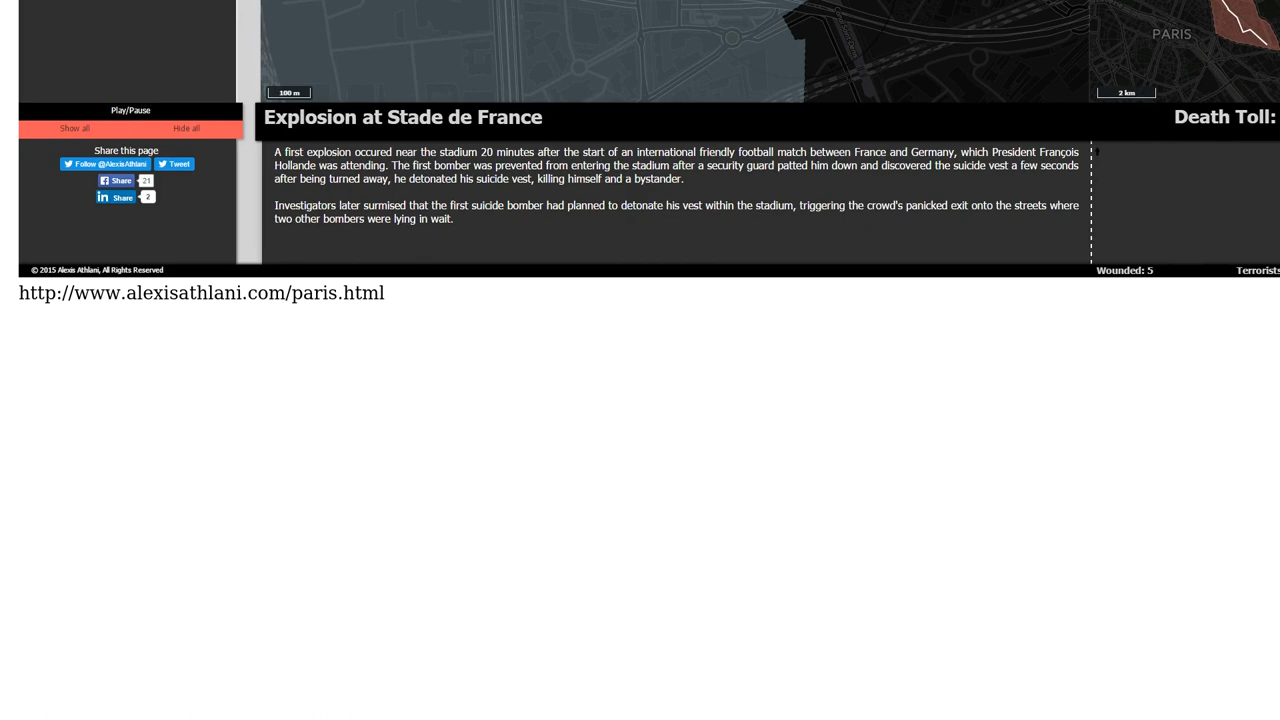 PARIS
100 m
2 km
Play/Pause
Explosion at Stade de France
Death Toll:
Show all
Hide all
Share this page
Follow @AlexisAthlani
Tweet
Share
21
in Share
2
A first explosion occured near the stadium 20 minutes after the start of an international friendly football match between France and Germany, which President François
Hollande was attending. The first bomber was prevented from entering the stadium after a security guard patted him down and discovered the suicide vest a few seconds
after being turned away, he detonated his suicide vest, killing himself and a bystander.
Investigators later surmised that the first suicide bomber had planned to detonate his vest within the stadium, triggering the crowd's panicked exit onto the streets where
two other bombers were lying in wait.
© 2015 Alexis Athlani, All Rights Reserved
Wounded: 5
Terrorists
http://www.alexisathlani.com/paris.html